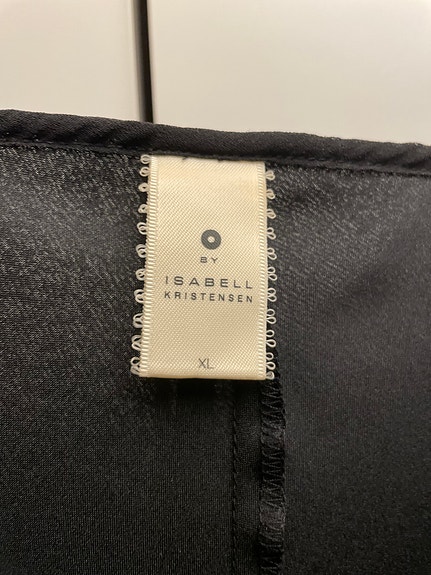 BY
ISABELL
KRISTENSEN
XL